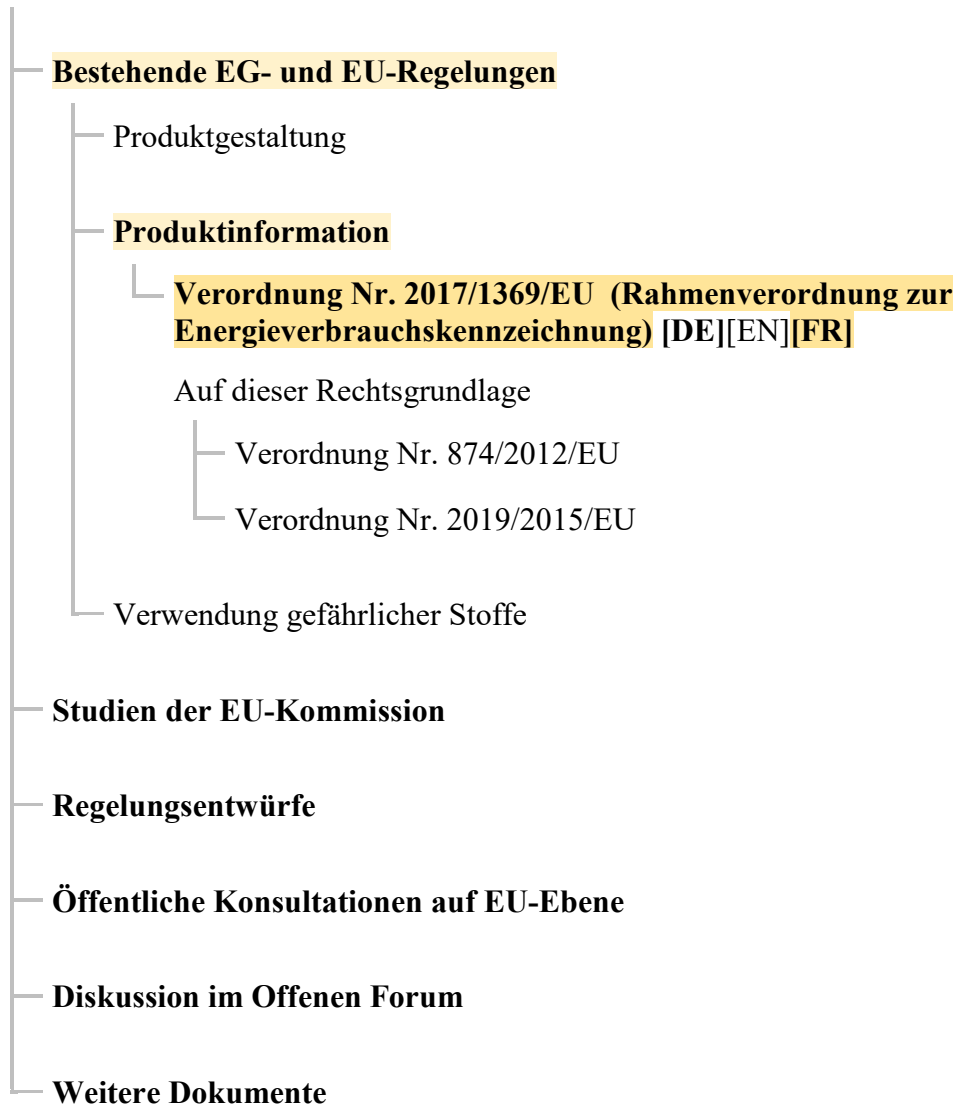 Bestehende EG- und EU-Regelungen
Produktgestaltung
Produktinformation
Verordnung Nr. 2017/1369/EU  (Rahmenverordnung zur
Energieverbrauchskennzeichnung) [DE][EN][FR]
Auf dieser Rechtsgrundlage
Verordnung Nr. 874/2012/EU
Verordnung Nr. 2019/2015/EU
Verwendung gefährlicher Stoffe
Studien der EU-Kommission
Regelungsentwürfe
Öffentliche Konsultationen auf EU-Ebene
Diskussion im Offenen Forum
Weitere Dokumente